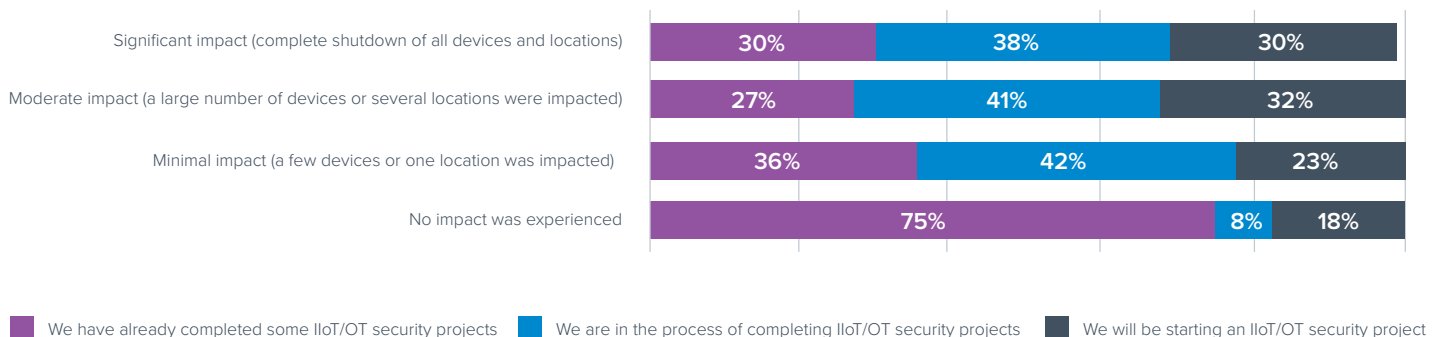 Significant impact (complete shutdown of all devices and locations)
30% 38% 30%
Moderate impact (a large number of devices or several locations were impacted)
27% 41% 32%
Minimal impact (a few devices or one location was impacted)
36% 42% 23%
No impact was experienced
75% 8% 18%
We have already completed some IIoT/OT security projects
We are in the process of completing IIoT/OT security projects
We will be starting an IIoT/OT security project